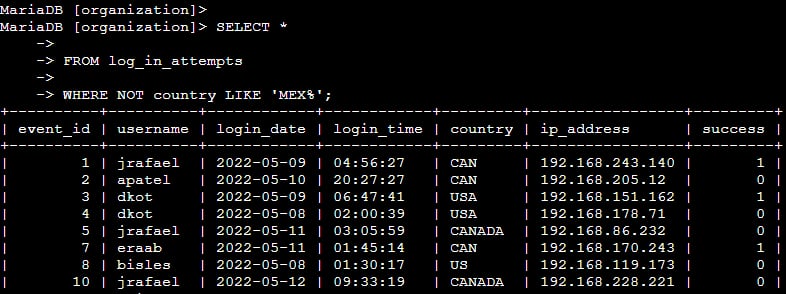 MariaDB [organization]>
MariaDB [organization]> SELECT *
    ->
    -> FROM log_in_attempts
    ->
    -> WHERE NOT country LIKE 'MEX%';
+----------+----------+------------+------------+---------+-----------------+---------+
| event_id | username | login_date | login_time | country | ip_address      | success |
+----------+----------+------------+------------+---------+-----------------+---------+
|        1 | jrafael  | 2022-05-09 | 04:56:27   | CAN     | 192.168.243.140 |       1 |
|        2 | apatel   | 2022-05-10 | 20:27:27   | CAN     | 192.168.205.12  |       0 |
|        3 | dkot     | 2022-05-09 | 06:47:41   | USA     | 192.168.151.162 |       1 |
|        4 | dkot     | 2022-05-08 | 02:00:39   | USA     | 192.168.178.71  |       0 |
|        5 | jrafael  | 2022-05-11 | 03:05:59   | CANADA  | 192.168.86.232  |       0 |
|        7 | eraab    | 2022-05-11 | 01:45:14   | CAN     | 192.168.170.243 |       1 |
|        8 | bisles   | 2022-05-08 | 01:30:17   | US      | 192.168.119.173 |       0 |
|       10 | jrafael  | 2022-05-12 | 09:33:19   | CANADA  | 192.168.228.221 |       0 |